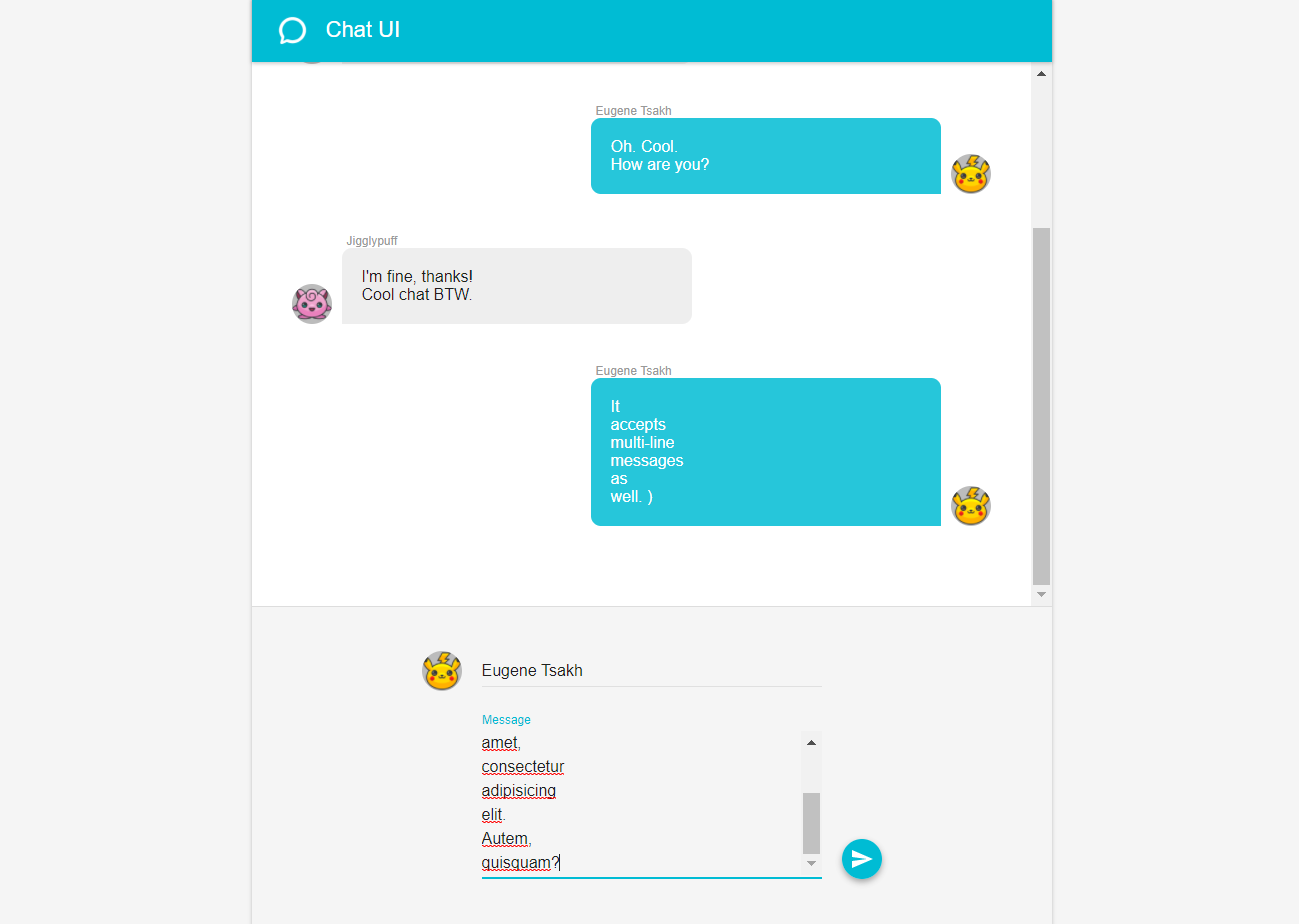 Chat UI
Eugene Tsakh
Oh. Cool.
How are you?
Jigglypuff
I'm fine, thanks!
Cool chat BTW.
Eugene Tsakh
It
accepts
multi-line
messages
as
well. )
Eugene Tsakh
Message
amet,
consectetur
adipisicing
elit.
Autem,
quisquam?